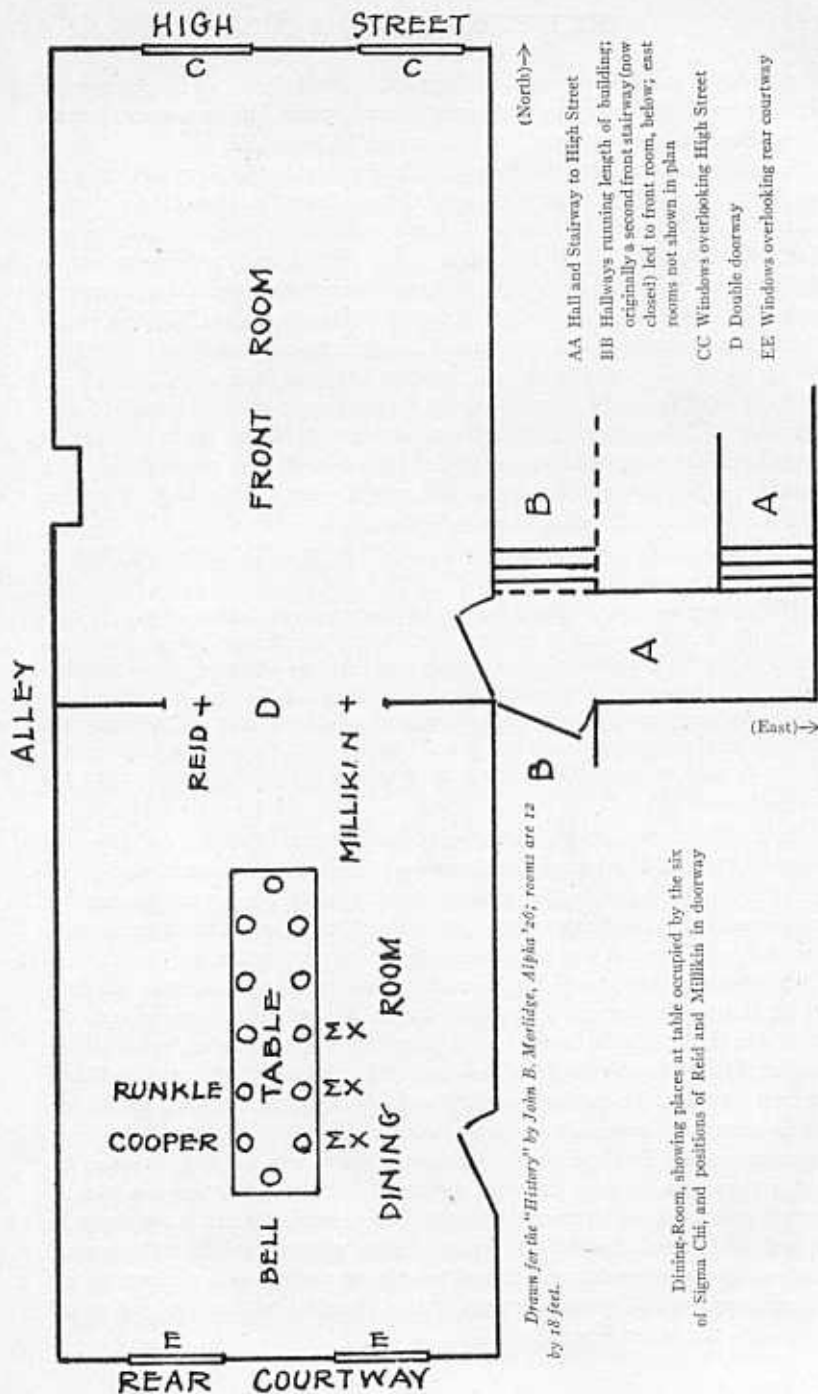 HIGH STREET
C C
ALLEY
FRONT ROOM
REID +
D
MILLIKIN +
B
A
A
B
RUNKLE
COOPER
BELL
TABLE
ΣΧ
ΣΧ
ΣΧ
DINING ROOM
E E
REAR COURTWAY
(North)→
(East)→
AA Hall and Stairway to High Street
BB Hallways running length of building;
originally a second front stairway (now
closed) led to front room, below; east
rooms not shown in plan
CC Windows overlooking High Street
D Double doorway
EE Windows overlooking rear courtway
Drawn for the "History" by John B. Morlidge, Alpha '26; rooms are 12
by 18 feet.
Dining-Room, showing places at table occupied by the six
of Sigma Chi, and positions of Reid and Millikin in doorway